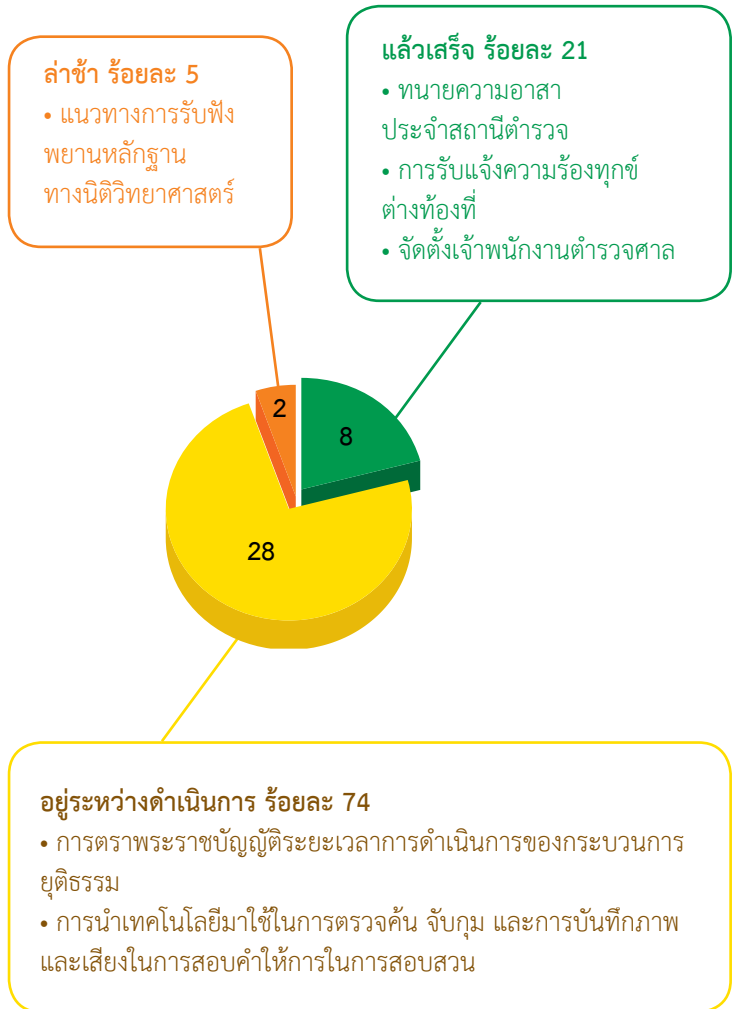 ล่าช้า ร้อยละ 5
• แนวทางการรับฟัง
พยานหลักฐาน
ทางนิติวิทยาศาสตร์
แล้วเสร็จ ร้อยละ 21
• ทนายความอาสา
ประจำสถานีตำรวจ
• การรับแจ้งความร้องทุกข์
ต่างท้องที่
• จัดตั้งเจ้าพนักงานตำรวจศาล
2
8
28
อยู่ระหว่างดำเนินการ ร้อยละ 74
• การตราพระราชบัญญัติระยะเวลาการดำเนินการของกระบวนการ
ยุติธรรม
• การนำเทคโนโลยีมาใช้ในการตรวจค้น จับกุม และการบันทึกภาพ
และเสียงในการสอบคำให้การในการสอบสวน